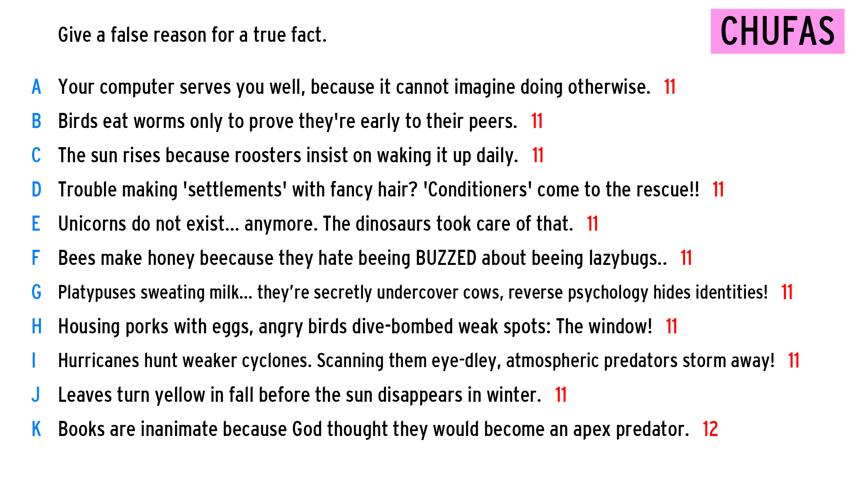 Give a false reason for a true fact.
CHUFAS
A Your computer serves you well, because it cannot imagine doing otherwise. 11
B Birds eat worms only to prove they're early to their peers. 11
C The sun rises because roosters insist on waking it up daily. 11
D Trouble making 'settlements' with fancy hair? 'Conditioners' come to the rescue!! 11
E Unicorns do not exist... anymore. The dinosaurs took care of that. 11
F Bees make honey beecause they hate beeing BUZZED about beeing lazybugs.. 11
G Platypuses sweating milk... they're secretly undercover cows, reverse psychology hides identities! 11
H Housing porks with eggs, angry birds dive-bombed weak spots: The window! 11
I Hurricanes hunt weaker cyclones. Scanning them eye-dley, atmospheric predators storm away! 11
J Leaves turn yellow in fall before the sun disappears in winter. 11
K Books are inanimate because God thought they would become an apex predator. 12